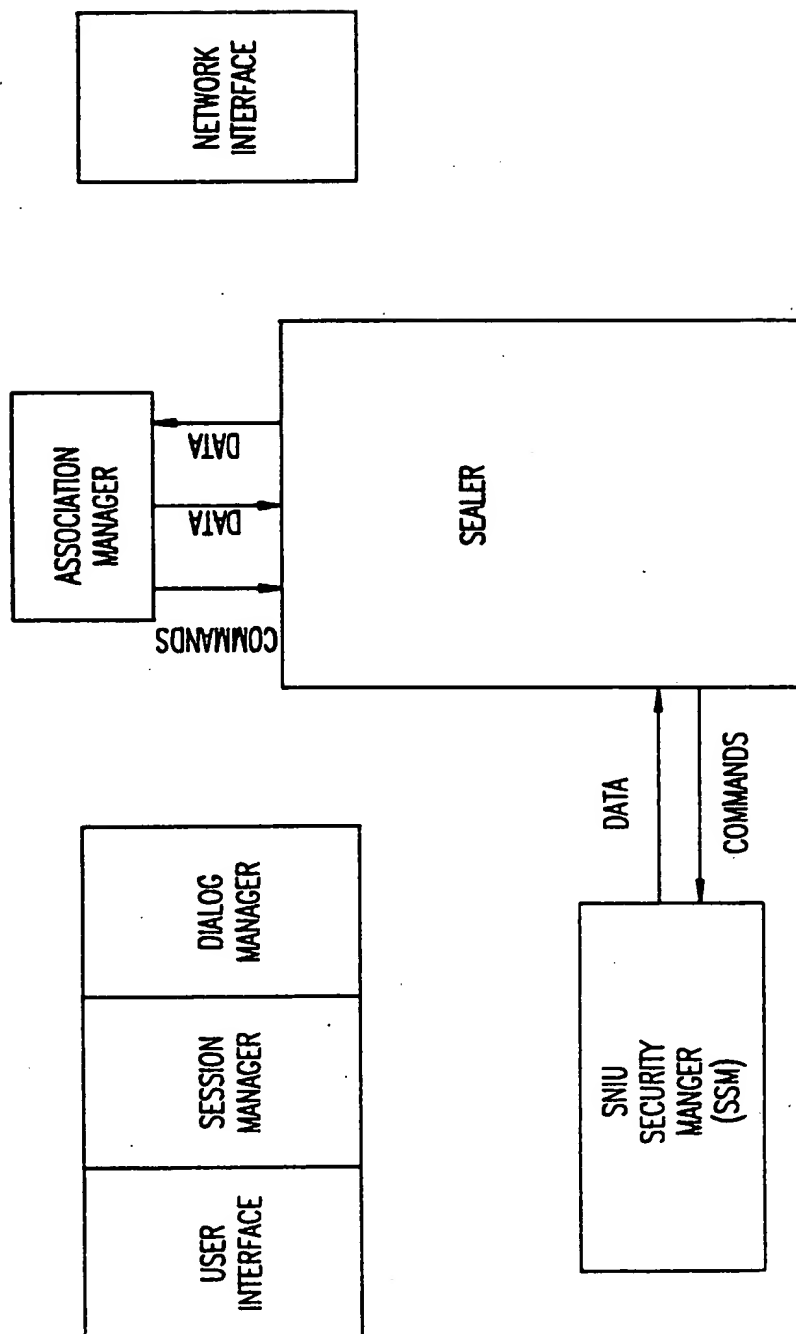 USER
INTERFACE
SESSION
MANAGER
DIALOG
MANAGER
ASSOCIATION
MANAGER
NETWORK
INTERFACE
COMMANDS
DATA
DATA
SEALER
DATA
COMMANDS
SNIU
SECURITY
MANGER
(SSM)